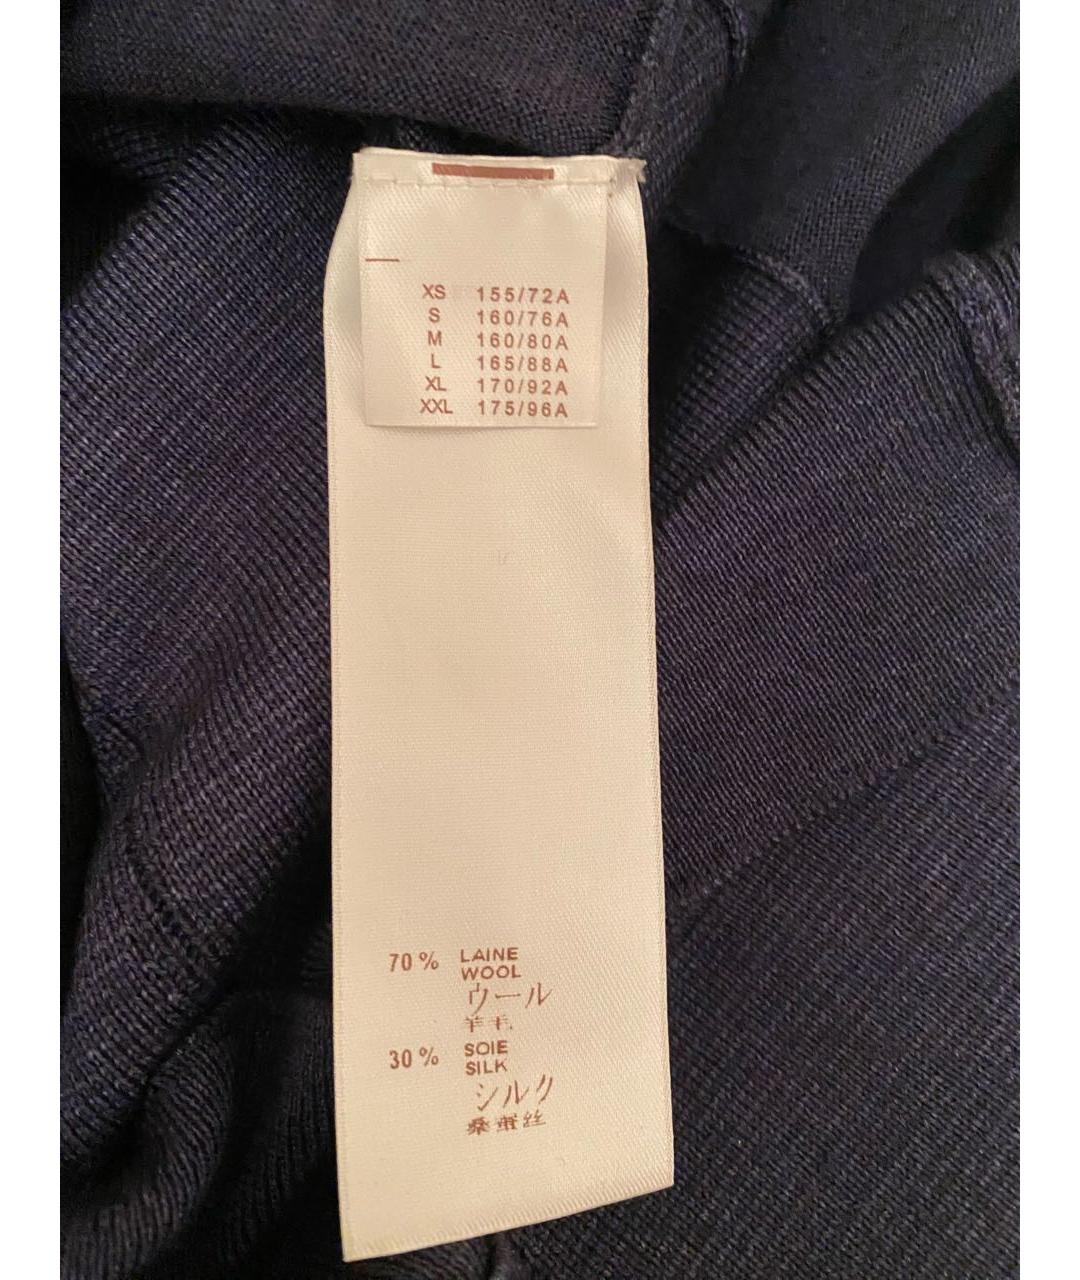 XS 155/72A
S 160/76A
M 160/80A
L 165/88A
XL 170/92A
XXL 175/96A
70% LAINE
WOOL
ウール
羊毛
30% SOIE
SILK
シルク
桑蚕丝